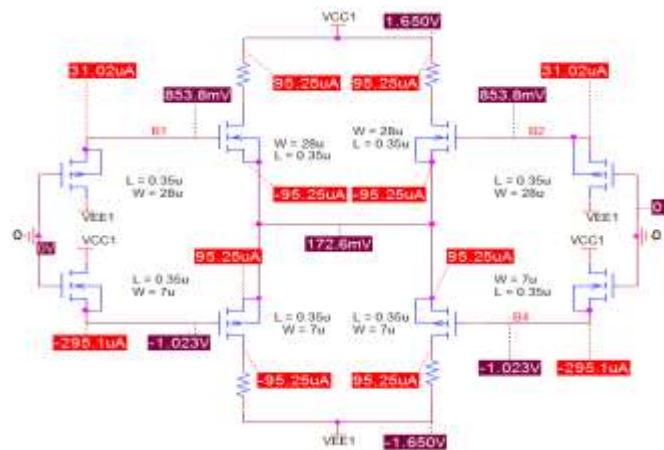 VCC1 1.650V
31.02uA 95.25uA -95.25uA 31.02uA
853.8mV 853.8mV
B1 B2
W = 28u
L = 0.35u
W = 28u
L = 0.35u
L = 0.35u
W = 28u
L = 0.35u
W = 28u
-95.25uA -95.25uA
VEE1 VEE1
0 0V 172.6mV 0 0
VCC1 VCC1
95.25uA 95.25uA
L = 0.35u
W = 7u
W = 7u
L = 0.35u
L = 0.35u
W = 7u
L = 0.35u
W = 7u
B4
-295.1uA -1.023V -1.023V -295.1uA
-95.25uA 95.25uA
VEE1 -1.650V